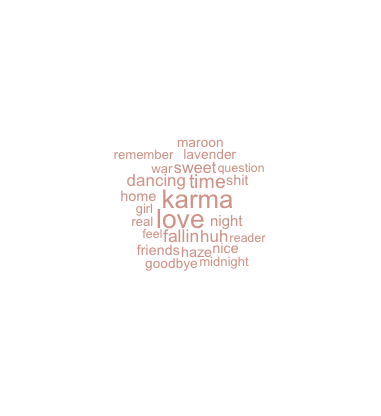 maroon
remember lavender
war sweet question
dancing time shit
home karma
girl love
real night
feel fallin huh reader
friends haze nice
goodbye midnight